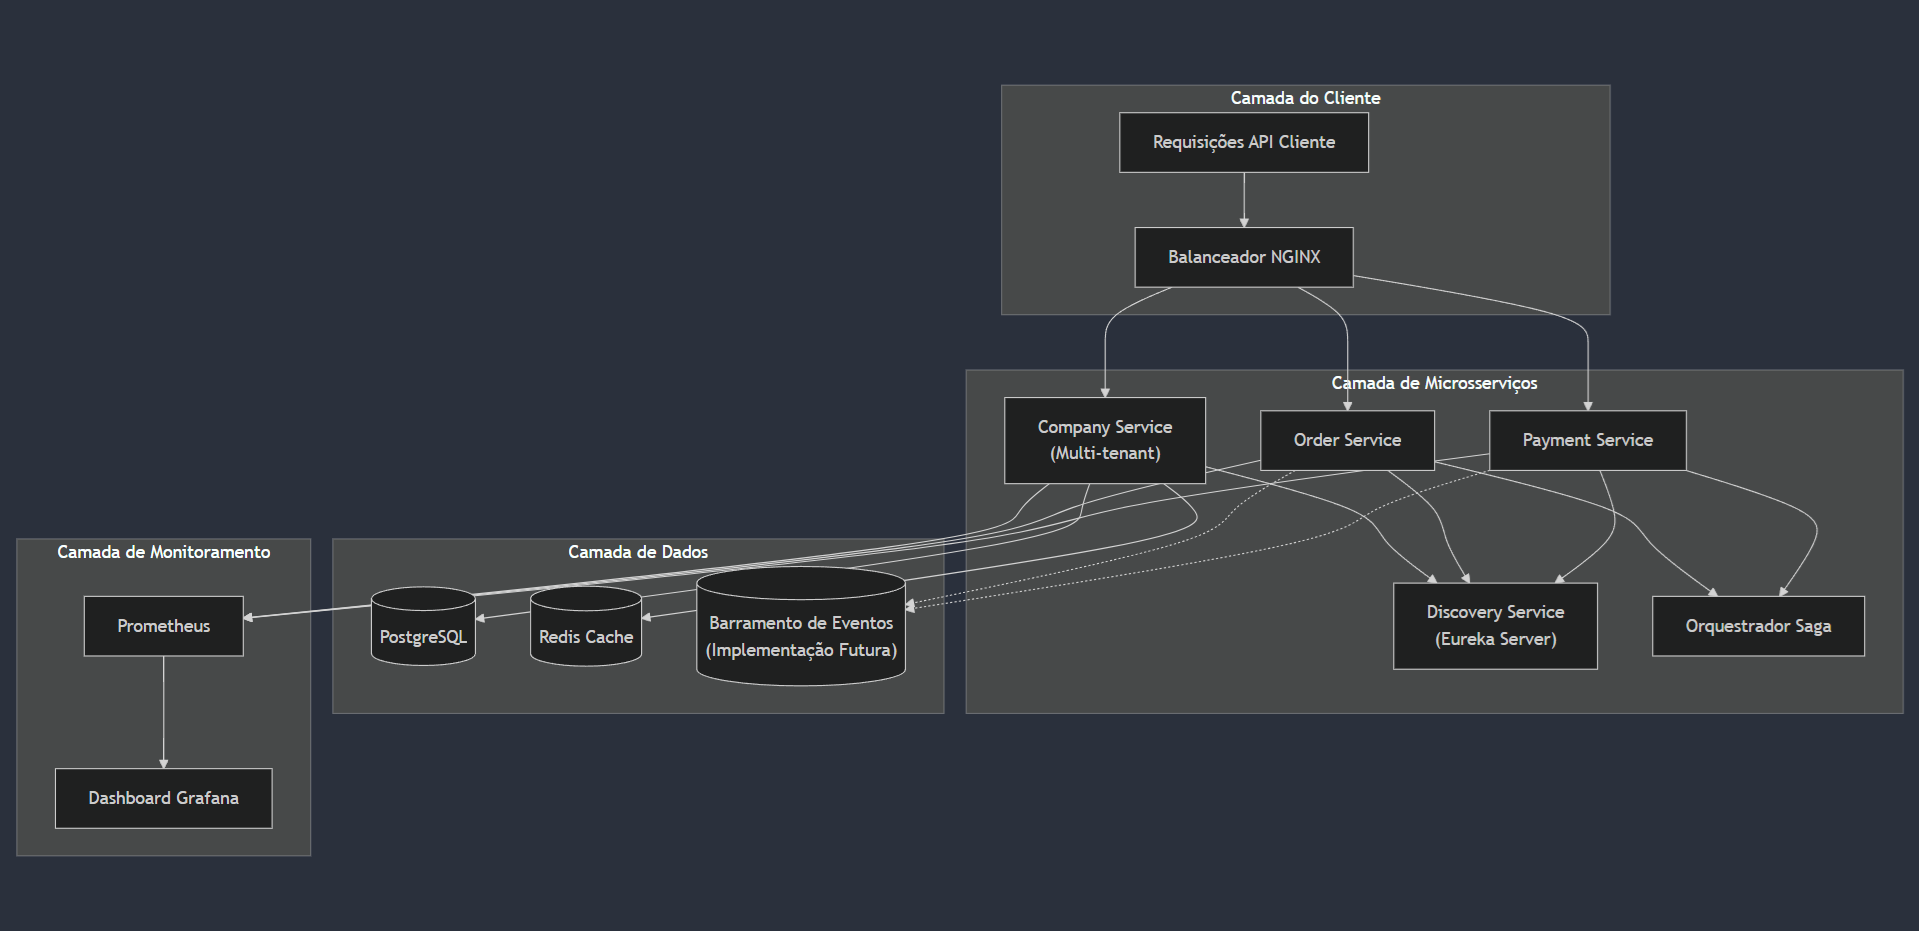 Camada do Cliente
Requisições API Cliente
Balanceador NGINX
Camada de Microsserviços
Company Service
(Multi-tenant)
Order Service
Payment Service
Discovery Service
(Eureka Server)
Orquestrador Saga
Camada de Dados
PostgreSQL
Redis Cache
Barramento de Eventos
(Implementação Futura)
Camada de Monitoramento
Prometheus
Dashboard Grafana